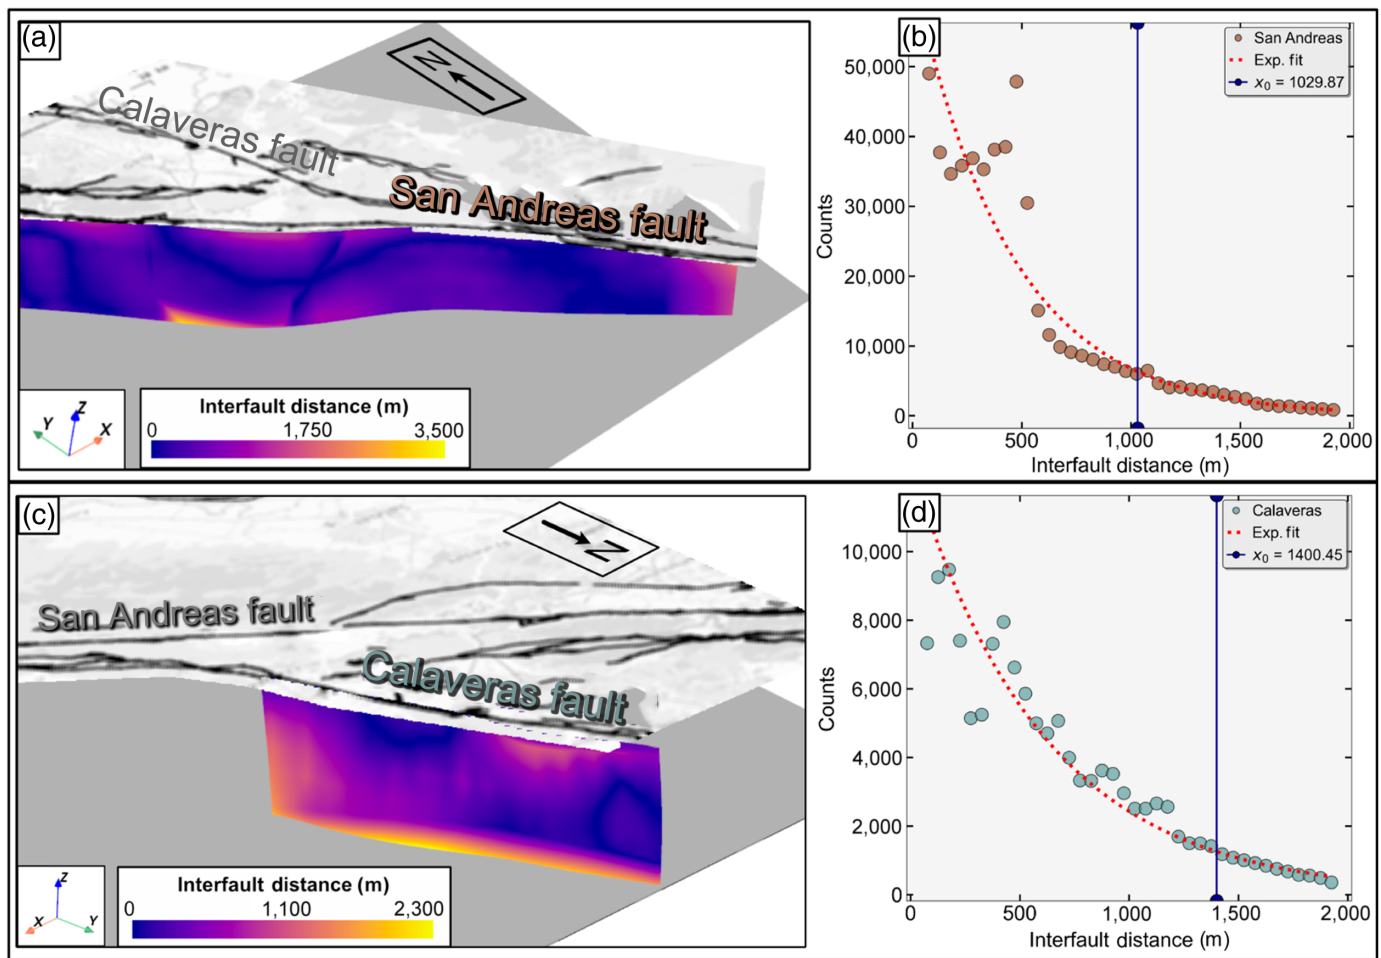 (a)
N
Calaveras fault
San Andreas fault
Z
Y
X
Interfault distance (m)
0 1,750 3,500
(b)
San Andreas
Exp. fit
x₀ = 1029.87
50,000
40,000
30,000
20,000
10,000
0
Counts
0 500 1,000 1,500 2,000
Interfault distance (m)
(c)
N
San Andreas fault
Calaveras fault
Z
X
Y
Interfault distance (m)
0 1,100 2,300
(d)
Calaveras
Exp. fit
x₀ = 1400.45
10,000
8,000
6,000
4,000
2,000
0
Counts
0 500 1,000 1,500 2,000
Interfault distance (m)